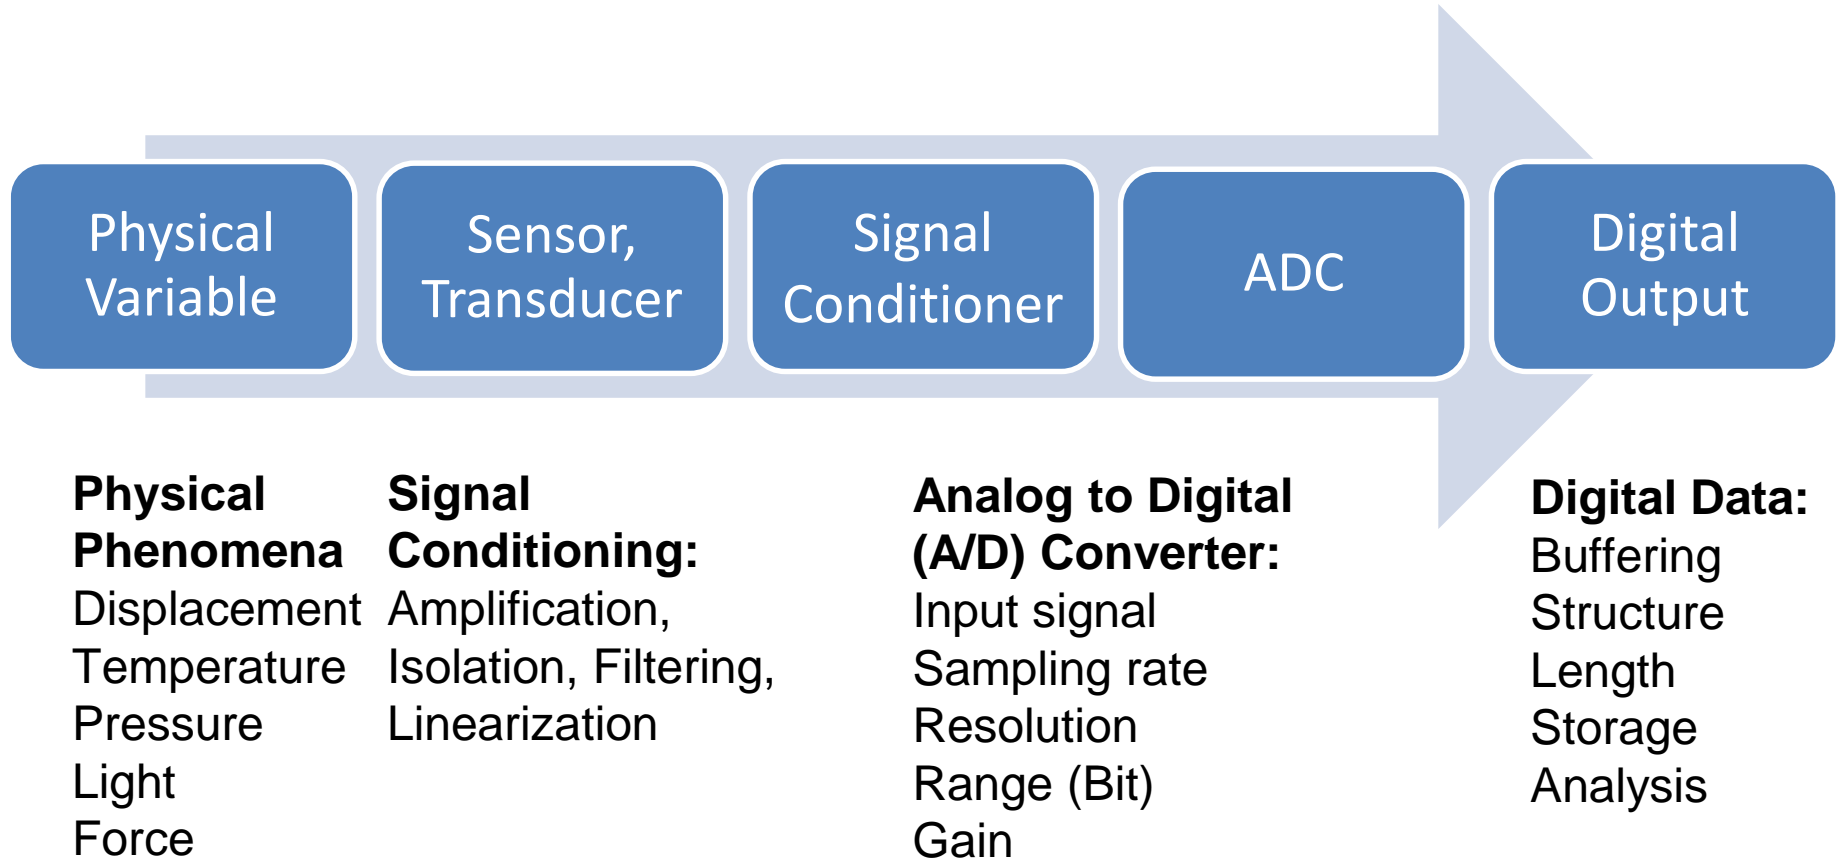 Physical
Variable
Sensor,
Transducer
Signal
Conditioner
ADC
Digital
Output
Physical
Phenomena
Displacement
Temperature
Pressure
Light
Force
Signal
Conditioning:
Amplification,
Isolation, Filtering,
Linearization
Analog to Digital
(A/D) Converter:
Input signal
Sampling rate
Resolution
Range (Bit)
Gain
Digital Data:
Buffering
Structure
Length
Storage
Analysis